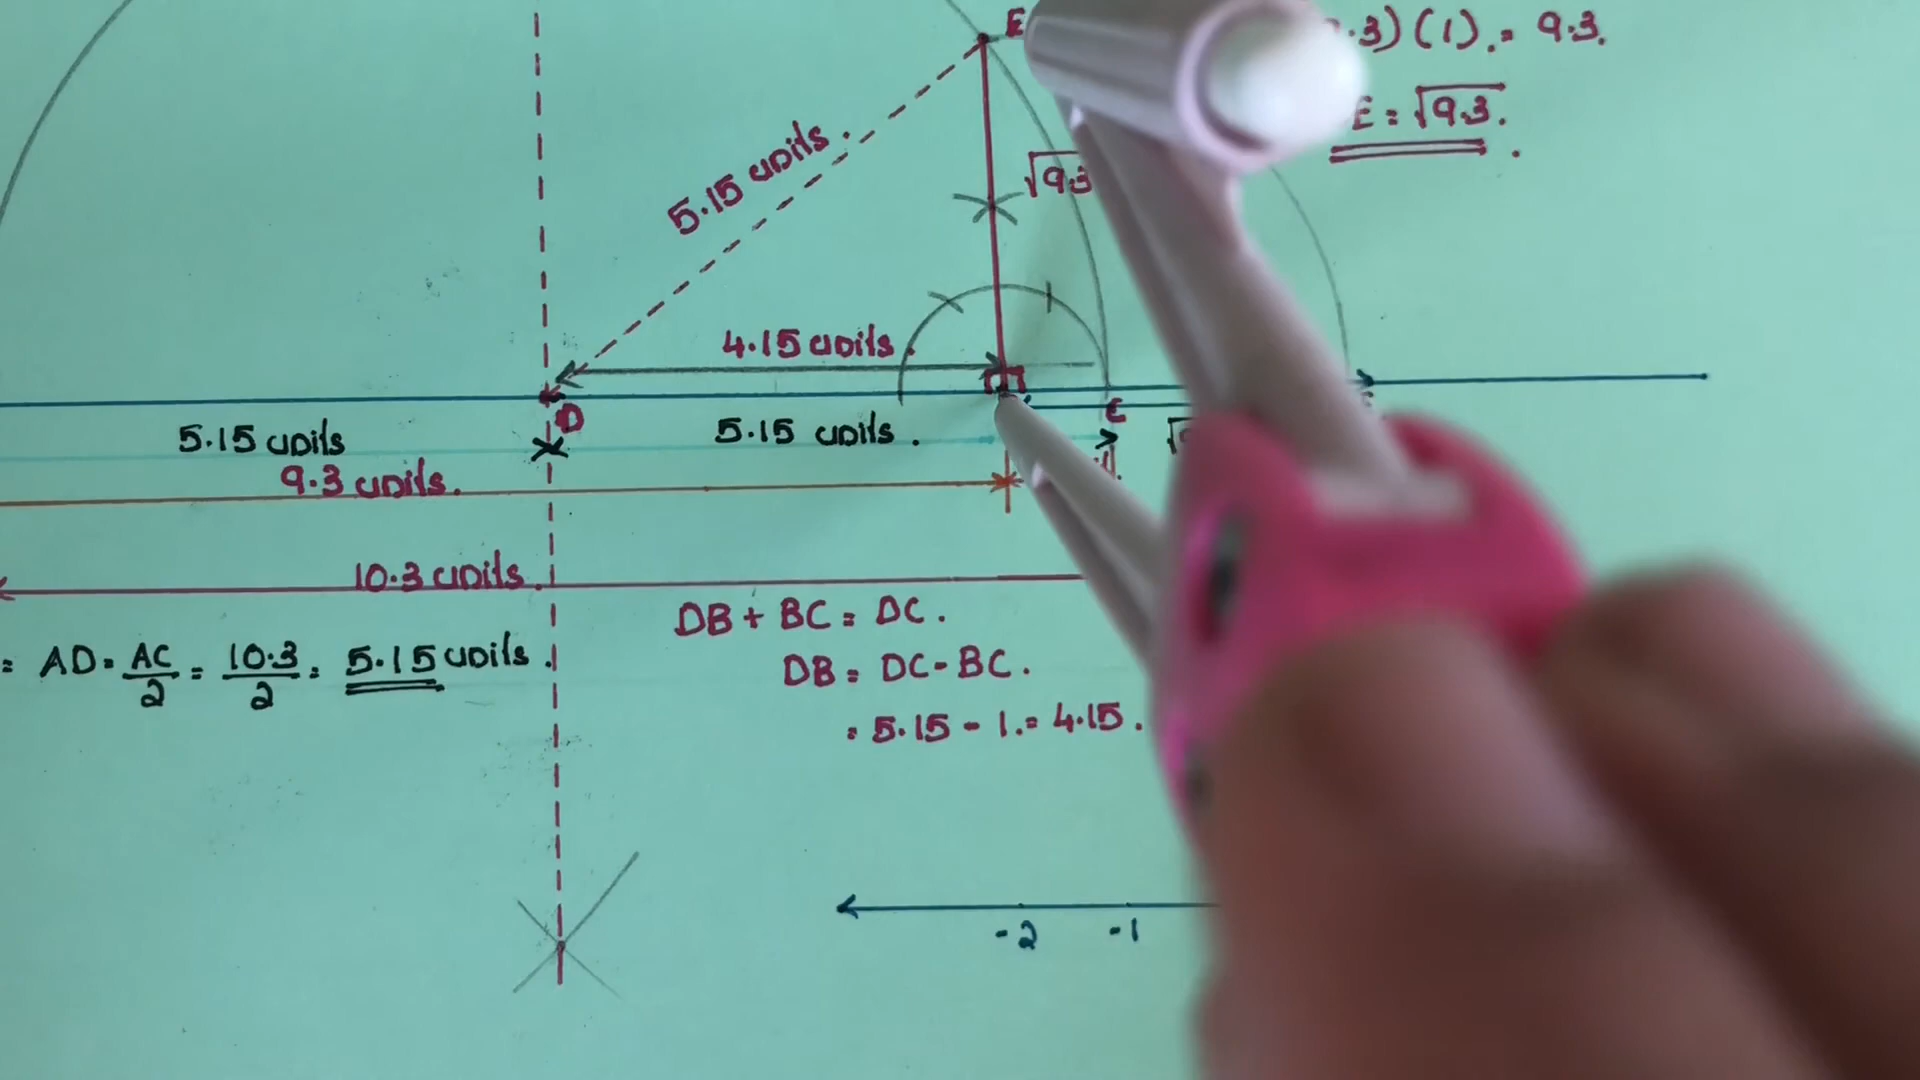 E
.3) (1) . = 9.3.
E = √9.3.
5.15 units.
√9.3
4.15 units.
D
C
5.15 units
5.15 units.
9.3 units.
10.3 units.
= AD = AC/2 = 10.3/2 = 5.15 units.
DB + BC = DC.
DB = DC - BC.
= 5.15 - 1. = 4.15.
-2 -1